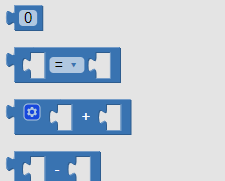 0
= ▾
+
-